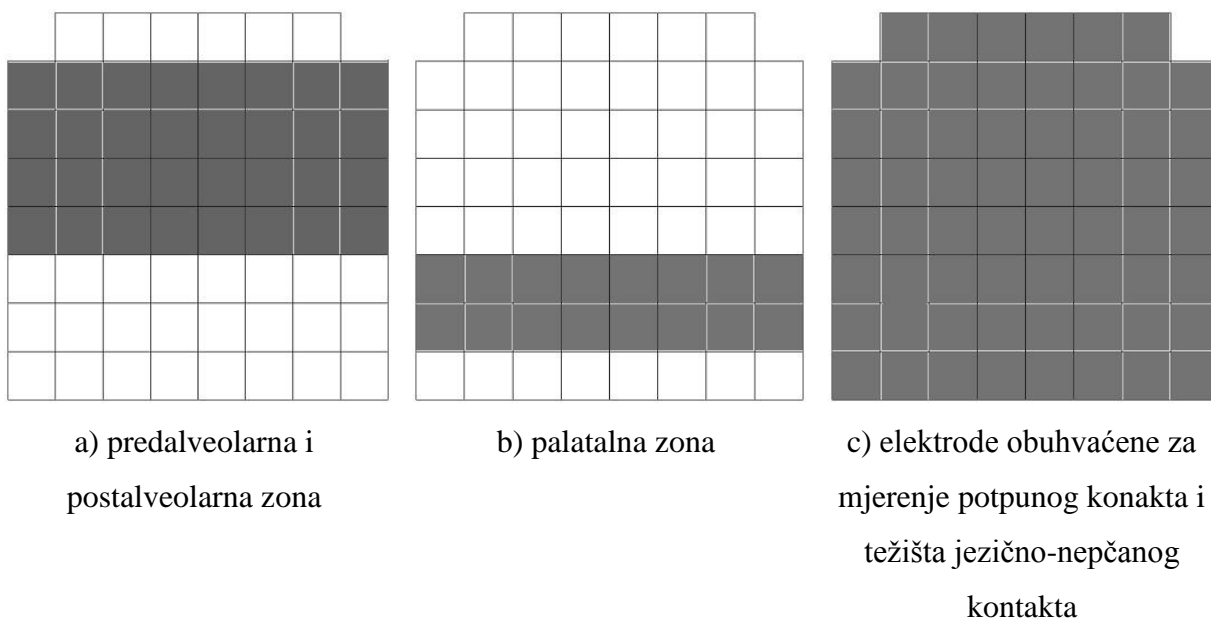 a) predalveolarna i
postalveolarna zona
b) palatalna zona
c) elektrode obuhvaćene za
mjerenje potpunog konakta i
težišta jezično-nepčanog
kontakta